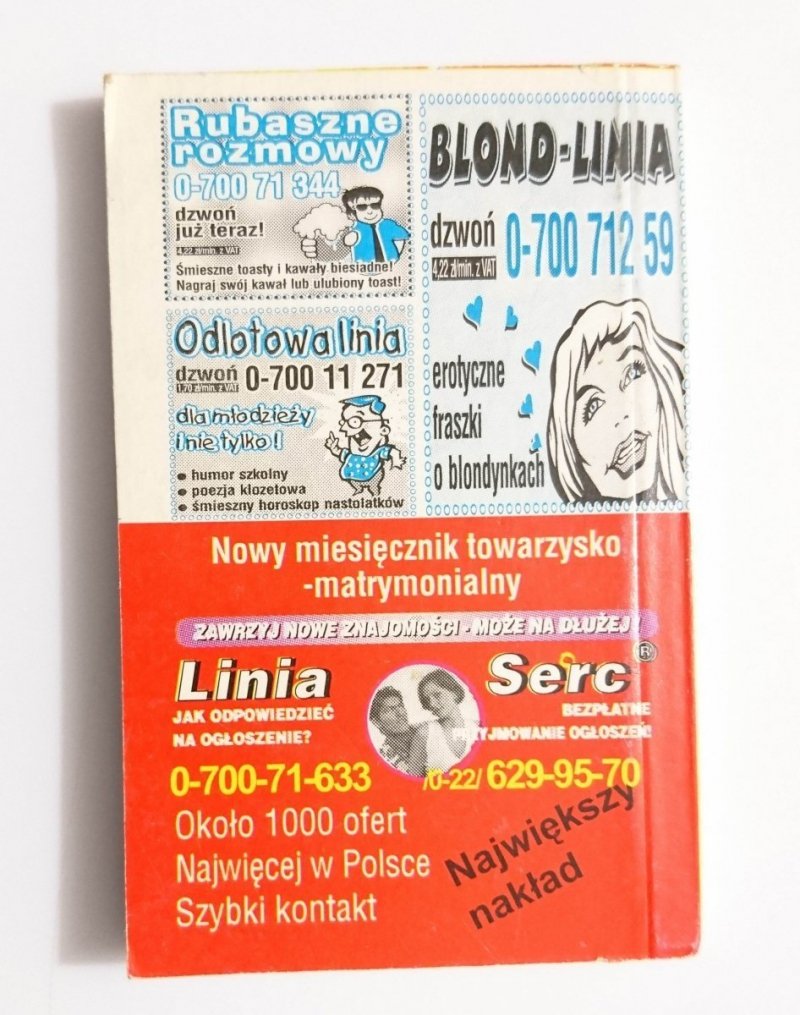 Rubaszne
rozmowy
0-700 71 344
dzwoń
już teraz!
4,22 zł/min. z VAT
Śmieszne toasty i kawały biesiadne!
Nagraj swój kawał lub ulubiony toast!
BLOND-LINIA
dzwoń
4,22 zł/min. z VAT
0-700 712 59
erotyczne
fraszki
o blondynkach
Odlotowa linia
dzwoń
1,70 zł/min. z VAT
0-700 11 271
dla młodzieży
i nie tylko!
• humor szkolny
• poezja klozetowa
• śmieszny horoskop nastolatków
Nowy miesięcznik towarzysko
-matrymonialny
ZAWRZYJ NOWE ZNAJOMOŚCI - MOŻE NA DŁUŻEJ!
Linia Serc®
JAK ODPOWIEDZIEĆ
NA OGŁOSZENIE?
BEZPŁATNE
PRZYJMOWANIE OGŁOSZEŃ!
0-700-71-633
/0-22/ 629-95-70
Około 1000 ofert
Najwięcej w Polsce
Szybki kontakt
Największy
nakład